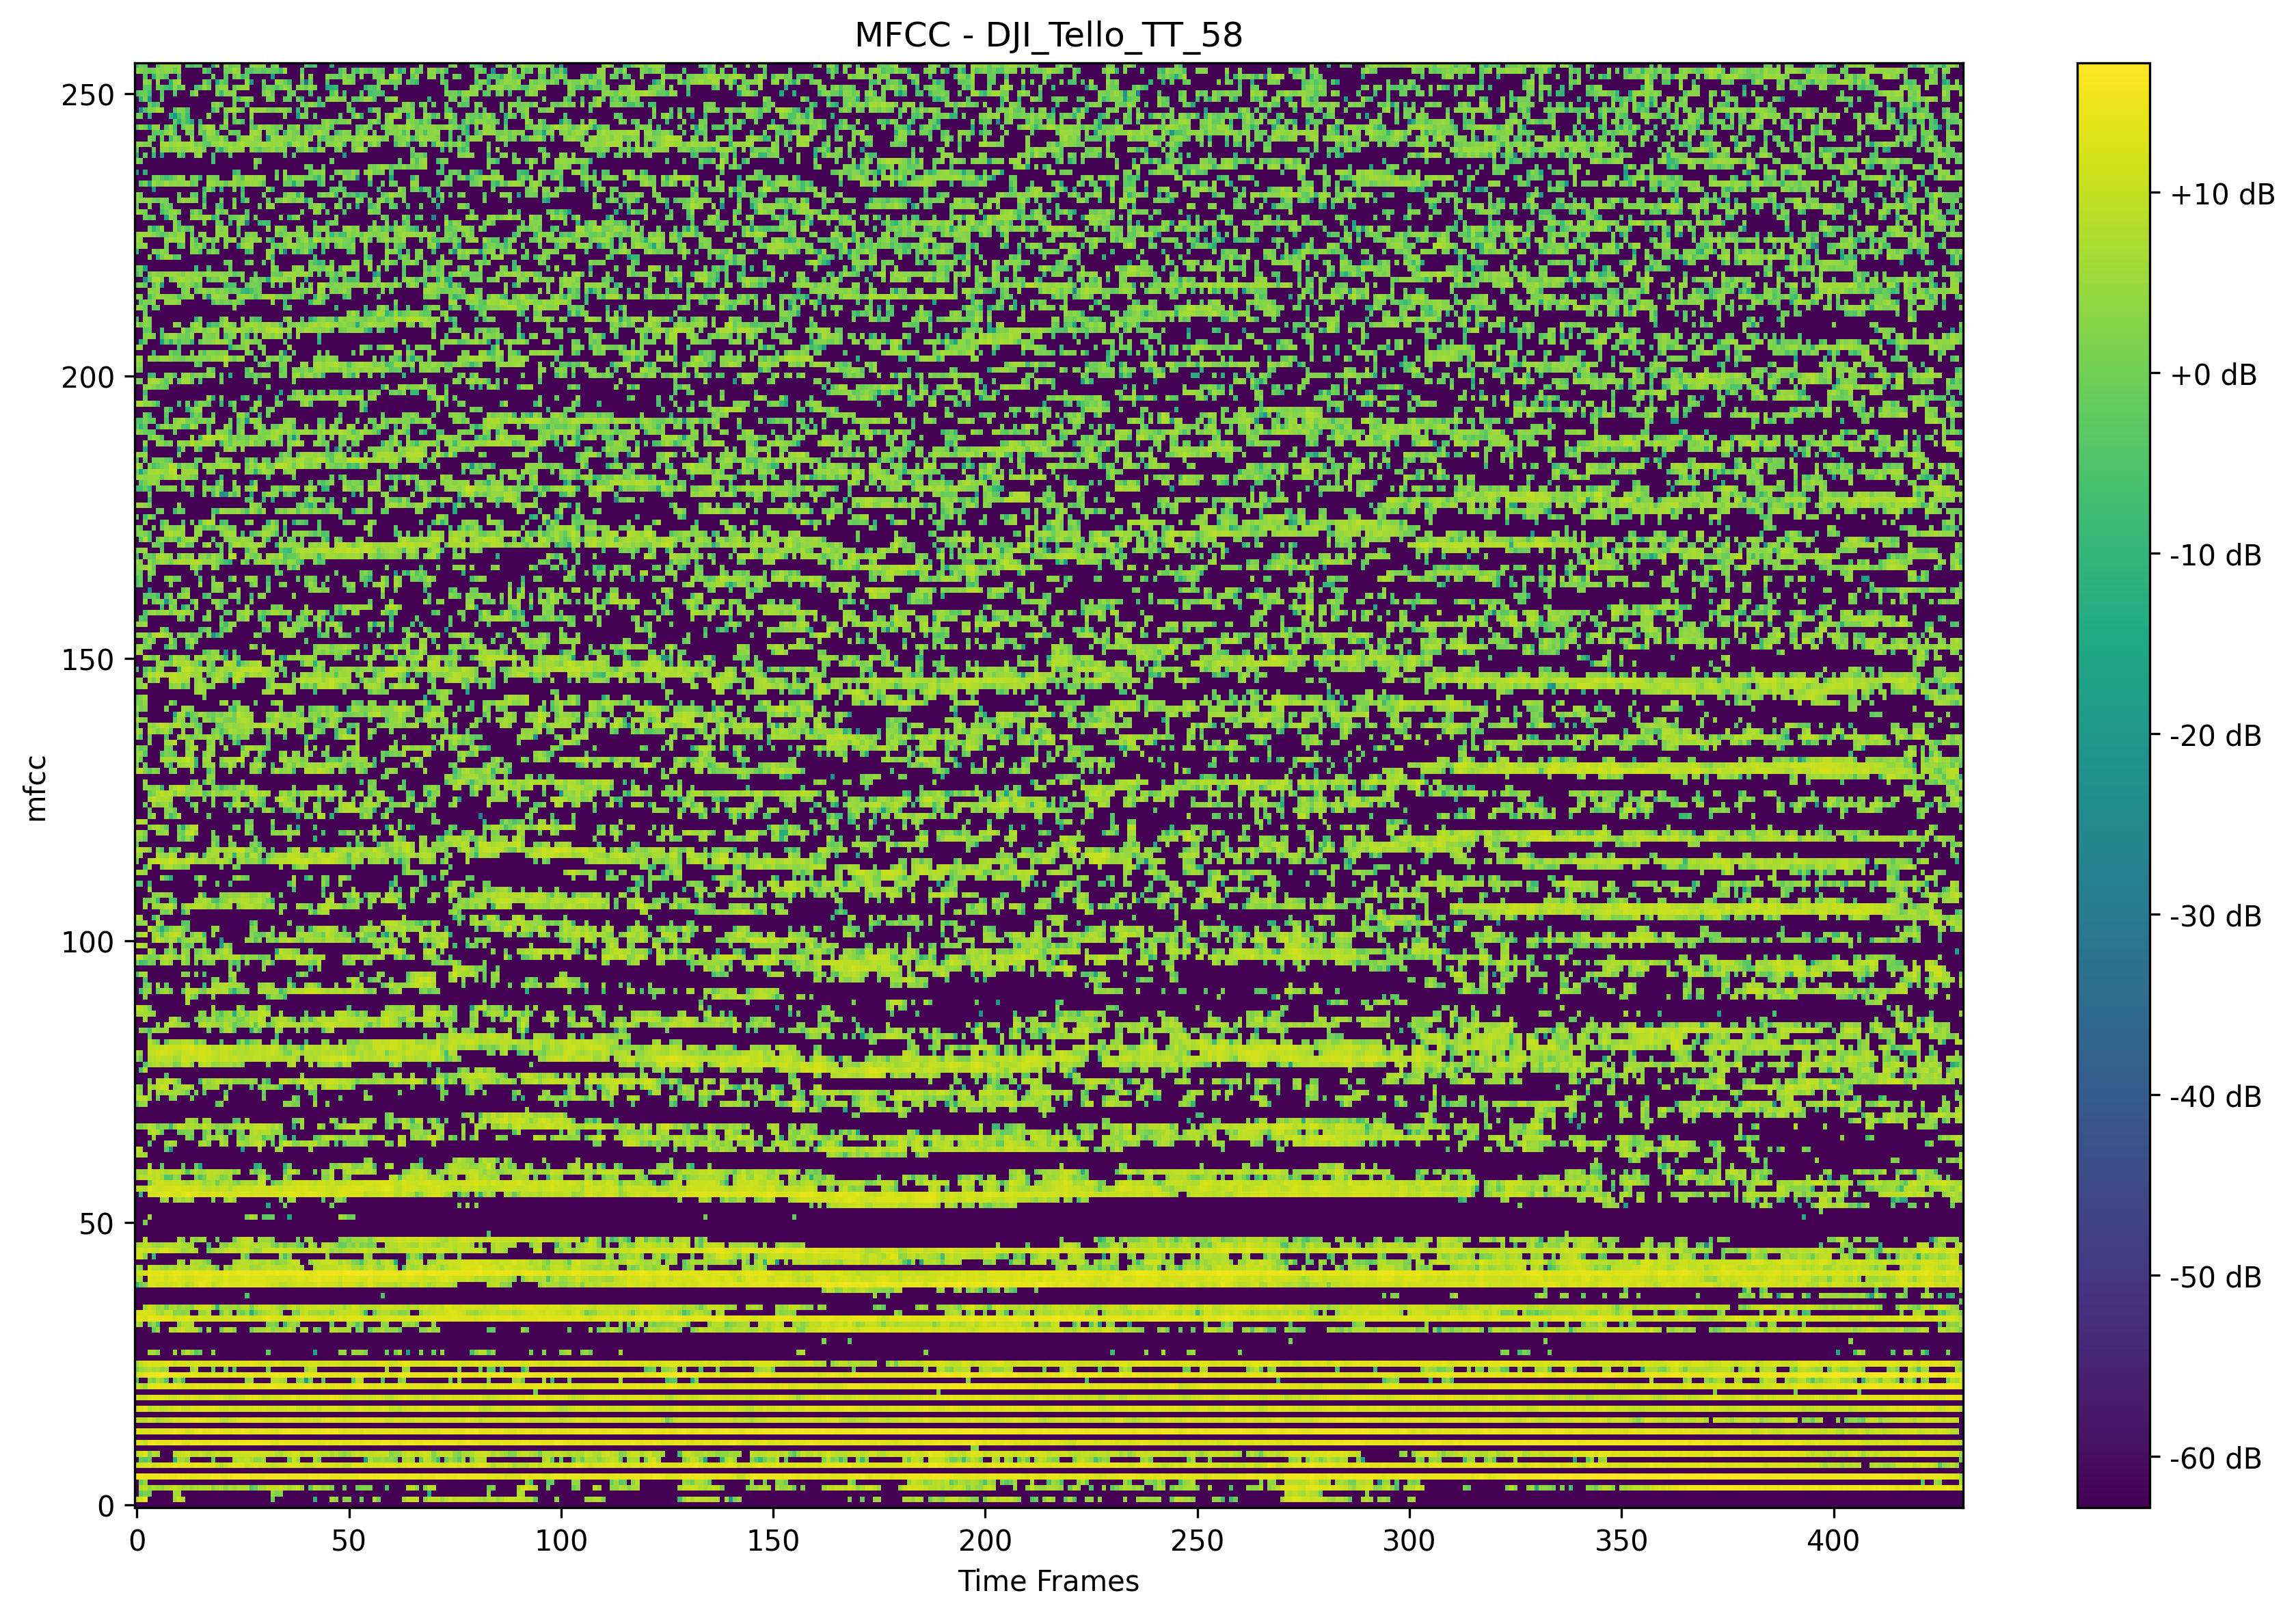 MFCC - DJI_Tello_TT_58
250
200
150
100
50
0
mfcc
0 50 100 150 200 250 300 350 400
Time Frames
+10 dB
+0 dB
-10 dB
-20 dB
-30 dB
-40 dB
-50 dB
-60 dB